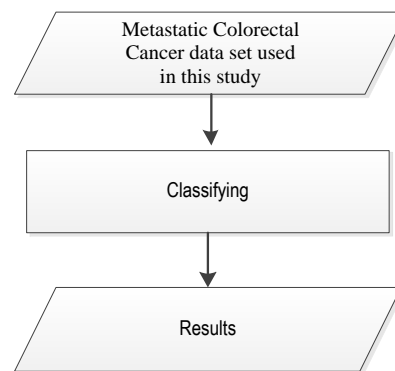 Metastatic Colorectal
Cancer data set used
in this study
Classifying
Results